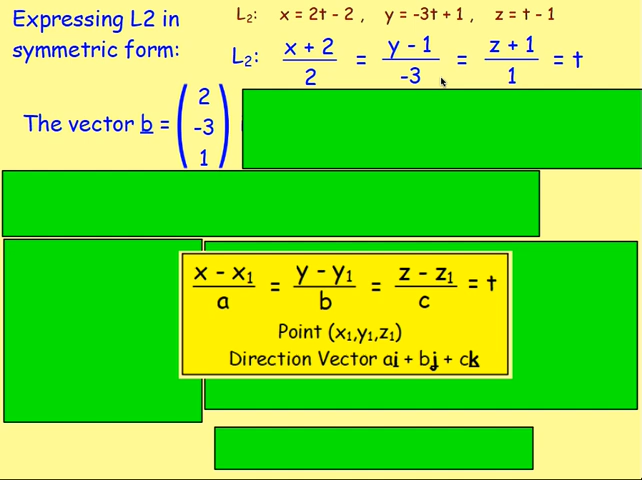 Expressing L2 in
symmetric form:
L₂: x = 2t - 2 , y = -3t + 1 , z = t - 1
L₂: x + 2 / 2 = y - 1 / -3 = z + 1 / 1 = t
The vector b = ( 2 -3 1 )
x - x₁ / a = y - y₁ / b = z - z₁ / c = t
Point (x₁,y₁,z₁)
Direction Vector ai + bj + ck